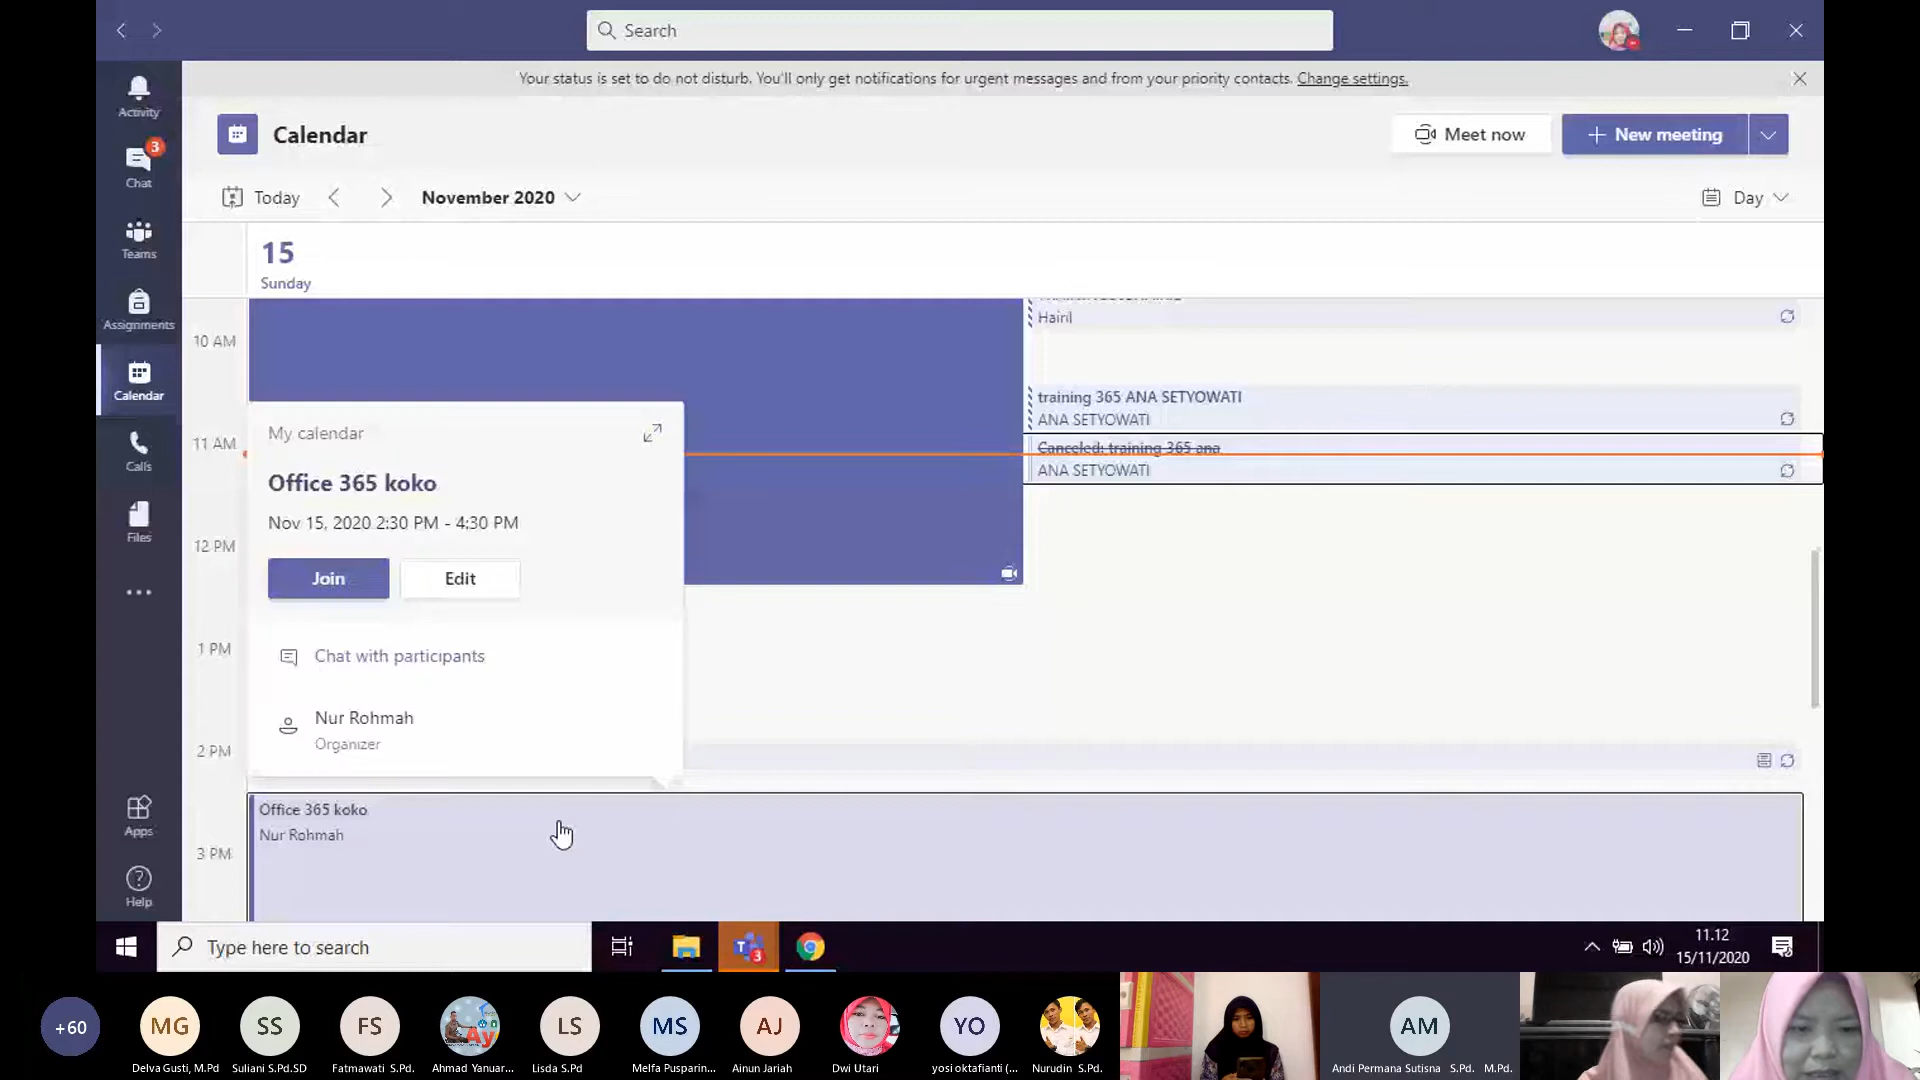 Search
Your status is set to do not disturb. You'll only get notifications for urgent messages and from your priority contacts. Change settings.
Activity
3
Chat
Teams
Assignments
Calendar
Calls
Files
Apps
Help
Calendar
Meet now
New meeting
Today
November 2020
Day
15
Sunday
10 AM
11 AM
12 PM
1 PM
2 PM
3 PM
Hairil
training 365 ANA SETYOWATI
ANA SETYOWATI
Canceled: training 365 ana
ANA SETYOWATI
My calendar
Office 365 koko
Nov 15, 2020 2:30 PM - 4:30 PM
Join
Edit
Chat with participants
Nur Rohmah
Organizer
Office 365 koko
Nur Rohmah
Type here to search
3
11.12
15/11/2020
+60
MG
SS
FS
Ay
LS
MS
AJ
YO
AM
Delva Gusti, M.Pd
Suliani S.Pd.SD
Fatmawati S.Pd.
Ahmad Yanuar...
Lisda S.Pd
Melfa Pusparin...
Ainun Jariah
Dwi Utari
yosi oktafianti (...
Nurudin S.Pd.
Andi Permana Sutisna S.Pd. M.Pd.